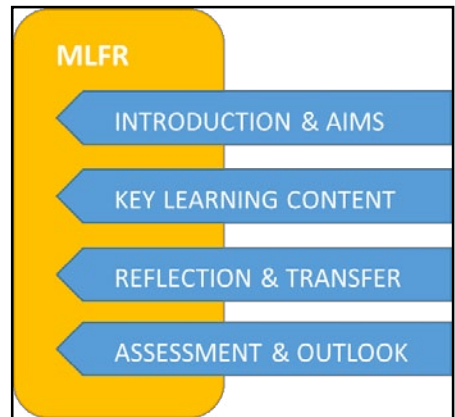 MLFR
INTRODUCTION & AIMS
KEY LEARNING CONTENT
REFLECTION & TRANSFER
ASSESSMENT & OUTLOOK